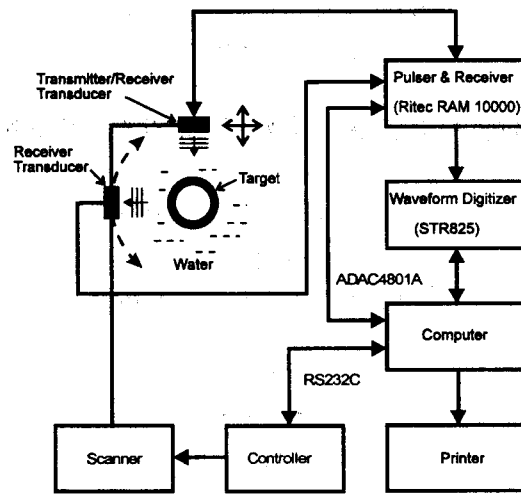 Transmitter/Receiver
Transducer
Pulser & Receiver
(Ritec RAM 10000)
Receiver
Transducer
Target
Waveform Digitizer
(STR825)
Water
ADAC4801A
Computer
RS232C
Scanner
Controller
Printer